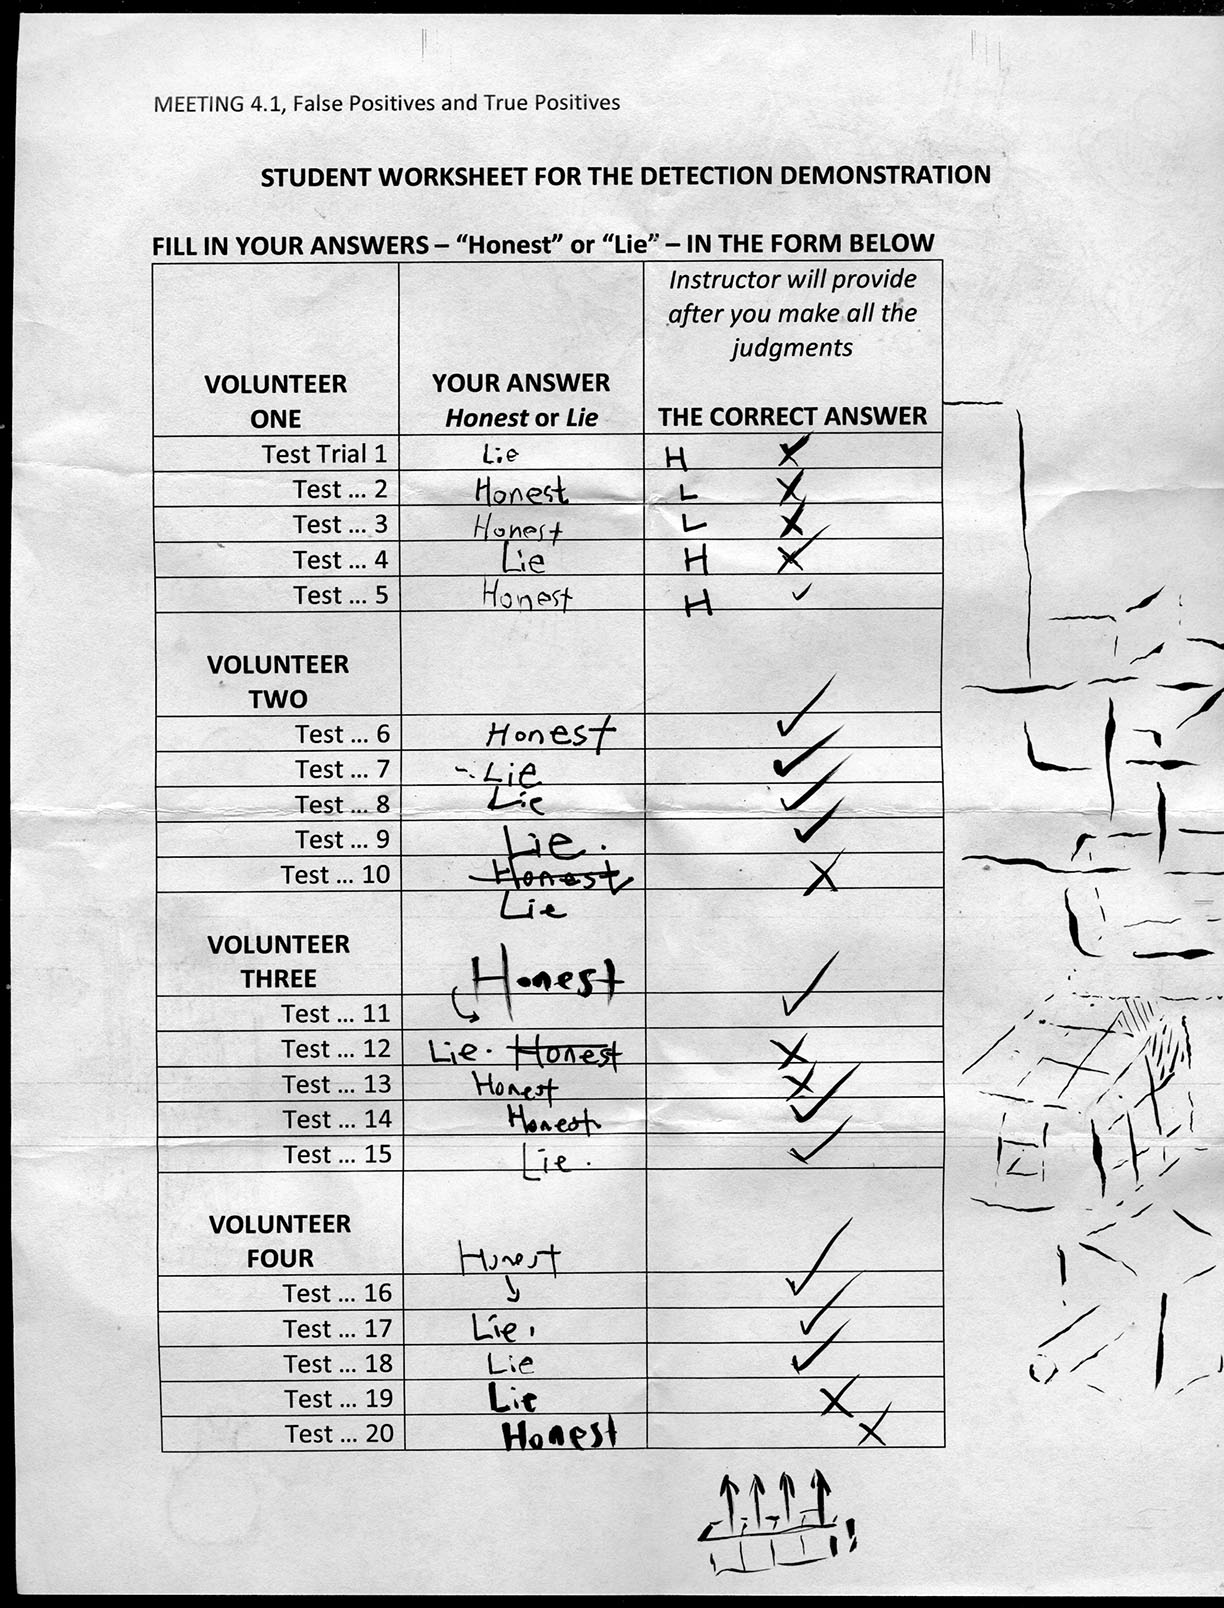 MEETING 4.1, False Positives and True Positives
STUDENT WORKSHEET FOR THE DETECTION DEMONSTRATION
FILL IN YOUR ANSWERS – “Honest” or “Lie” – IN THE FORM BELOW
Instructor will provide
after you make all the
judgments
VOLUNTEER YOUR ANSWER
ONE Honest or Lie THE CORRECT ANSWER
Test Trial 1 Lie H ✗
Test ... 2 Honest L ✗
Test ... 3 Honest L ✗
Test ... 4 Lie H ✗
Test ... 5 Honest H ✓
VOLUNTEER
TWO
Test ... 6 Honest ✓
Test ... 7 Lie ✓
Test ... 8 Lie ✓
Test ... 9 Lie. ✓
Test ... 10 Honest ✗
Lie
VOLUNTEER
THREE Honest
Test ... 11 ✓
Test ... 12 Lie. Honest ✗
Test ... 13 Honest ✗
Test ... 14 Honest ✓
Test ... 15 Lie. ✓
VOLUNTEER
FOUR Honest
Test ... 16 ✓
Test ... 17 Lie. ✓
Test ... 18 Lie ✓
Test ... 19 Lie ✗
Test ... 20 Honest ✗